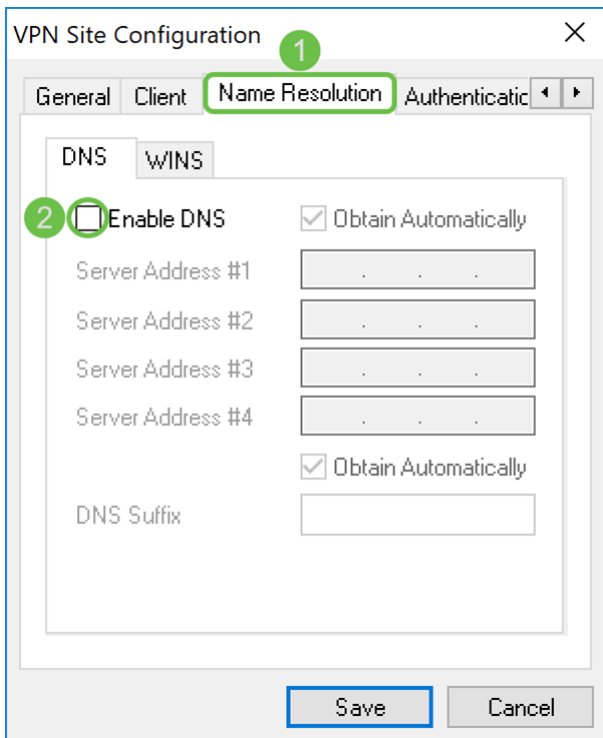 VPN Site Configuration
1
General Client Name Resolution Authenticatic
DNS WINS
2 Enable DNS Obtain Automatically
Server Address #1 . . .
Server Address #2 . . .
Server Address #3 . . .
Server Address #4 . . .
Obtain Automatically
DNS Suffix
Save Cancel